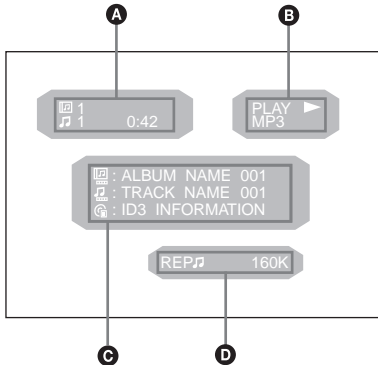 A B
1
1 0:42
PLAY
MP3
: ALBUM NAME 001
: TRACK NAME 001
: ID3 INFORMATION
REP 160K
C D